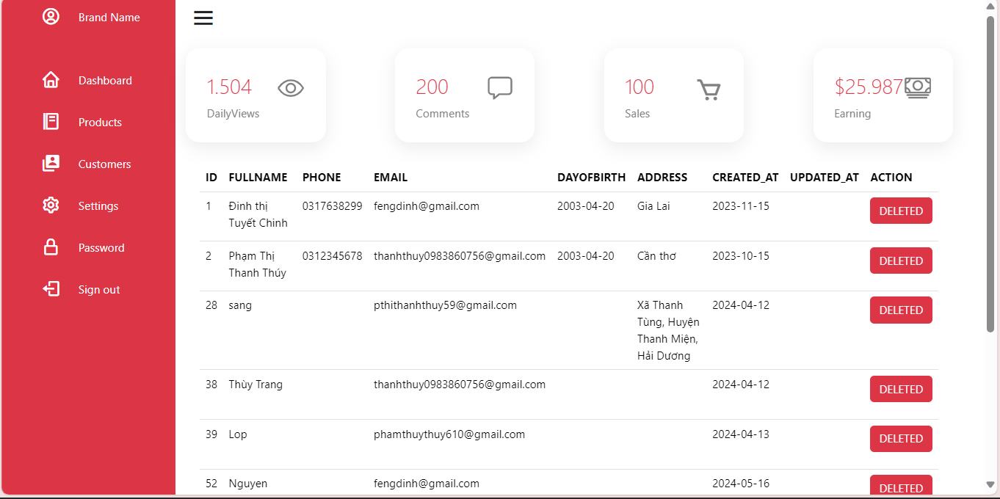 Brand Name
Dashboard
Products
Customers
Settings
Password
Sign out
1.504
DailyViews
200
Comments
100
Sales
$25.987
Earning
ID FULLNAME PHONE EMAIL DAYOFBIRTH ADDRESS CREATED_AT UPDATED_AT ACTION
1 Đinh thị 0317638299 fengdinh@gmail.com 2003-04-20 Gia Lai 2023-11-15 DELETED
Tuyết Chinh
2 Phạm Thị 0312345678 thanhthuy0983860756@gmail.com 2003-04-20 Cần thơ 2023-10-15 DELETED
Thanh Thúy
28 sang pthithanhthuy59@gmail.com Xã Thanh 2024-04-12 DELETED
Tùng, Huyện
Thanh Miện,
Hải Dương
38 Thùy Trang thanhthuy0983860756@gmail.com 2024-04-12 DELETED
39 Lop phamthuythuy610@gmail.com 2024-04-13 DELETED
52 Nguyen fengdinh@gmail.com 2024-05-16 DELETED